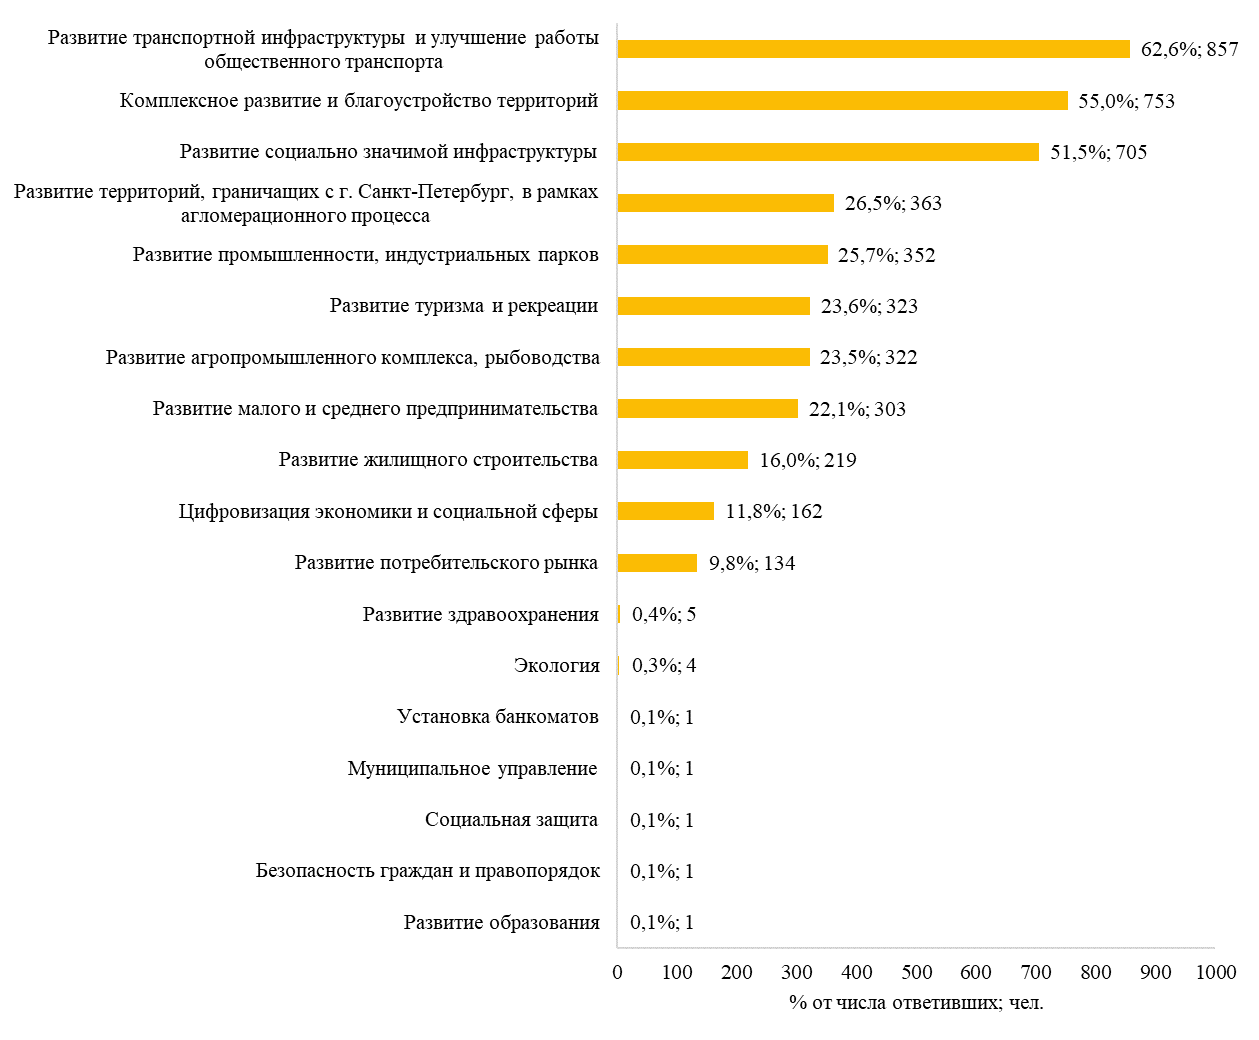 Развитие транспортной инфраструктуры и улучшение работы
общественного транспорта
62,6%; 857
Комплексное развитие и благоустройство территорий
55,0%; 753
Развитие социально значимой инфраструктуры
51,5%; 705
Развитие территорий, граничащих с г. Санкт-Петербург, в рамках
агломерационного процесса
26,5%; 363
Развитие промышленности, индустриальных парков
25,7%; 352
Развитие туризма и рекреации
23,6%; 323
Развитие агропромышленного комплекса, рыбоводства
23,5%; 322
Развитие малого и среднего предпринимательства
22,1%; 303
Развитие жилищного строительства
16,0%; 219
Цифровизация экономики и социальной сферы
11,8%; 162
Развитие потребительского рынка
9,8%; 134
Развитие здравоохранения
0,4%; 5
Экология
0,3%; 4
Установка банкоматов
0,1%; 1
Муниципальное управление
0,1%; 1
Социальная защита
0,1%; 1
Безопасность граждан и правопорядок
0,1%; 1
Развитие образования
0,1%; 1
0 100 200 300 400 500 600 700 800 900 1000
% от числа ответивших; чел.